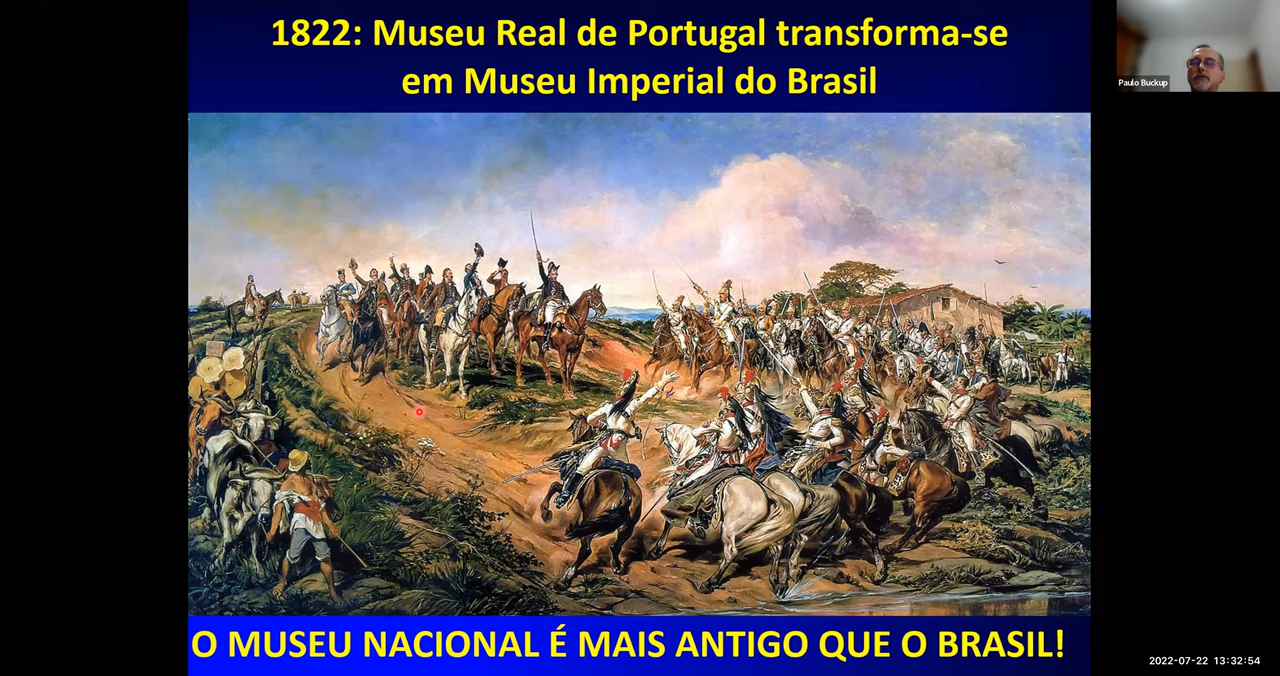 1822: Museu Real de Portugal transforma-se
em Museu Imperial do Brasil
Paulo Buckup
O MUSEU NACIONAL É MAIS ANTIGO QUE O BRASIL!
2022-07-22 13:32:54